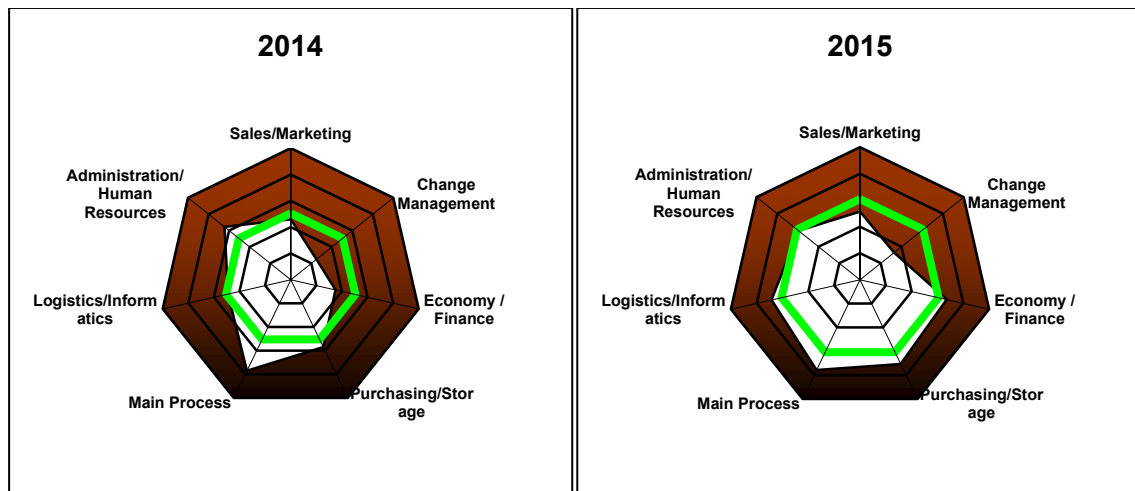 2014
Sales/Marketing
Administration/
Human
Resources
Change
Management
Logistics/Inform
atics
Economy /
Finance
Main Process
Purchasing/Stor
age
2015
Sales/Marketing
Administration/
Human
Resources
Change
Management
Logistics/Inform
atics
Economy /
Finance
Main Process
Purchasing/Stor
age